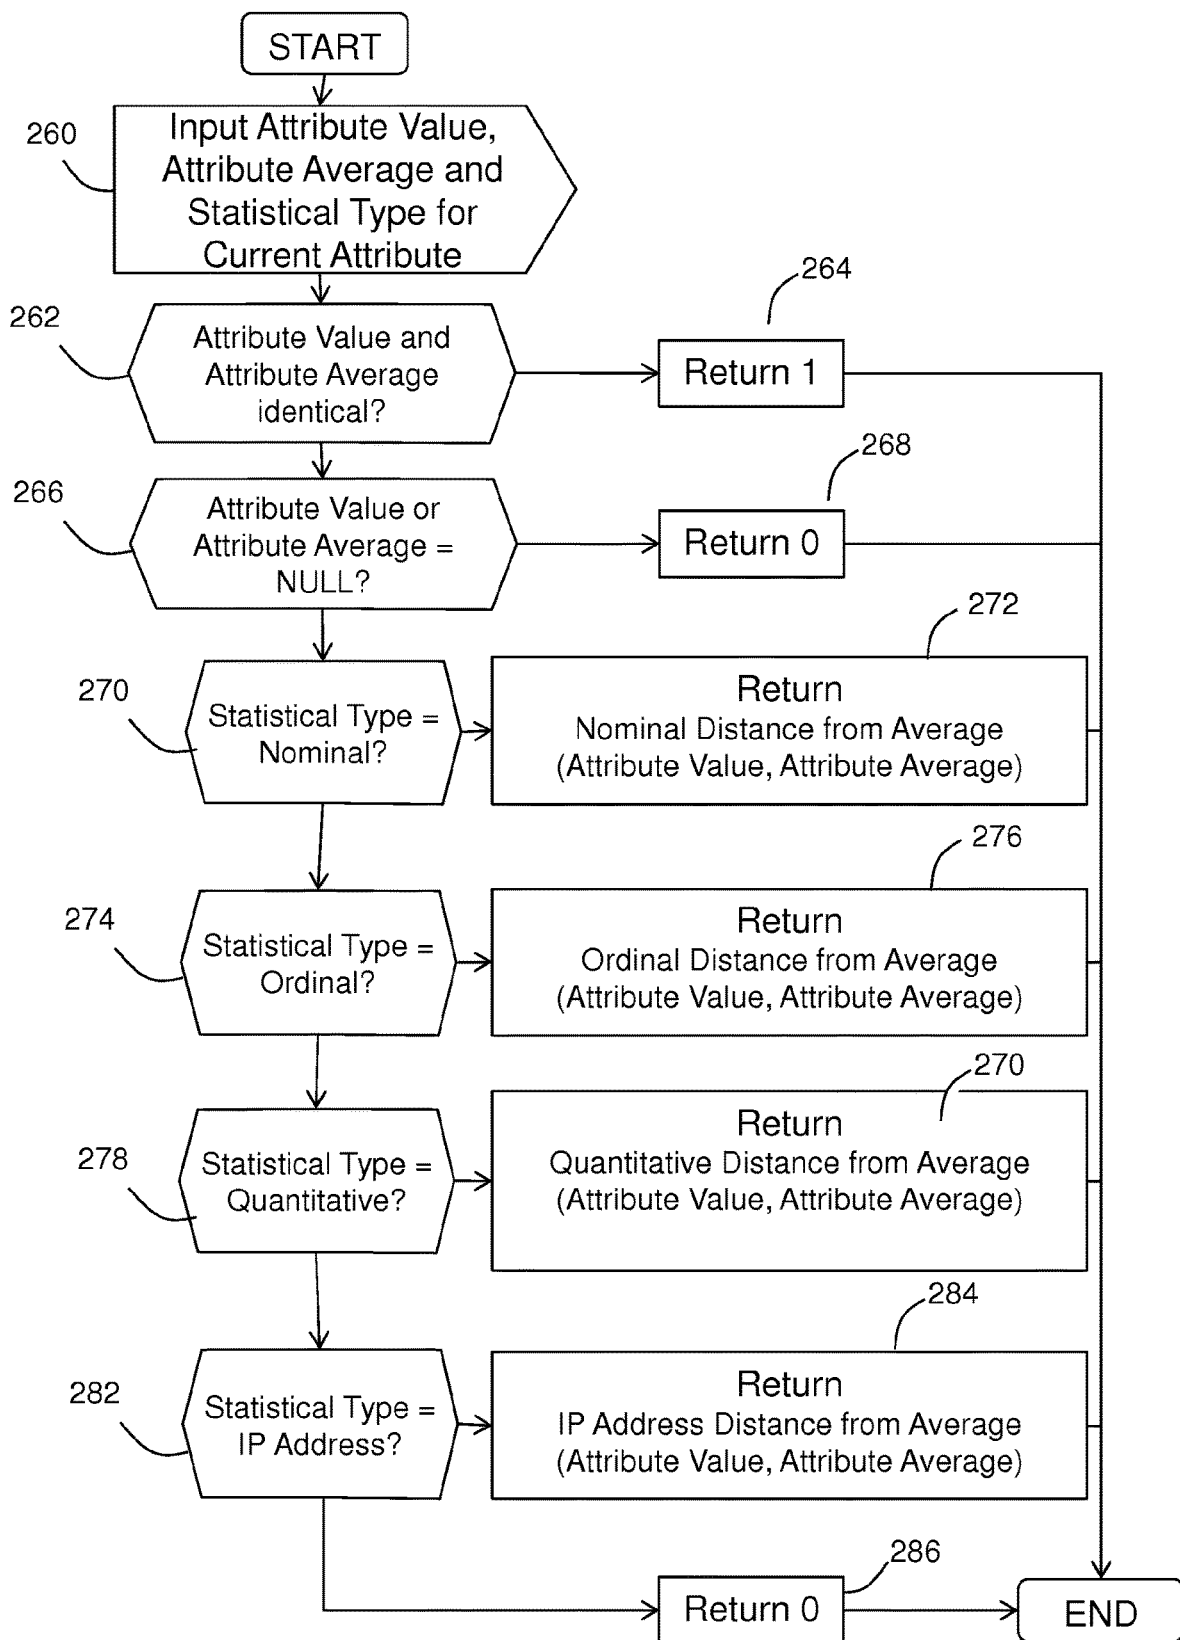 START
260
Input Attribute Value,
Attribute Average and
Statistical Type for
Current Attribute
264
262
Attribute Value and
Attribute Average
identical?
Return 1
268
266
Attribute Value or
Attribute Average =
NULL?
Return 0
272
270
Statistical Type =
Nominal?
Return
Nominal Distance from Average
(Attribute Value, Attribute Average)
276
274
Statistical Type =
Ordinal?
Return
Ordinal Distance from Average
(Attribute Value, Attribute Average)
270
278
Statistical Type =
Quantitative?
Return
Quantitative Distance from Average
(Attribute Value, Attribute Average)
284
282
Statistical Type =
IP Address?
Return
IP Address Distance from Average
(Attribute Value, Attribute Average)
286
Return 0
END